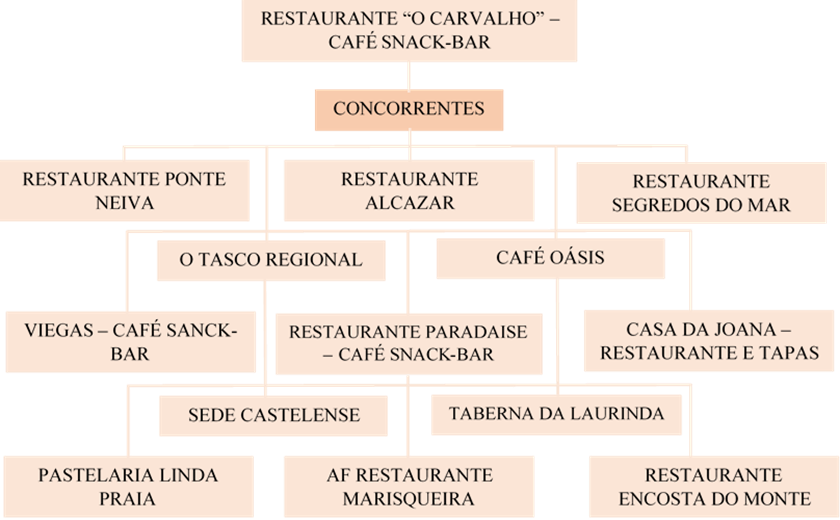 RESTAURANTE “O CARVALHO” –
CAFÉ SNACK-BAR
CONCORRENTES
RESTAURANTE PONTE
NEIVA
RESTAURANTE
ALCAZAR
RESTAURANTE
SEGREDOS DO MAR
O TASCO REGIONAL
CAFÉ OÁSIS
VIEGAS – CAFÉ SANCK-
BAR
RESTAURANTE PARADAISE
– CAFÉ SNACK-BAR
CASA DA JOANA –
RESTAURANTE E TAPAS
SEDE CASTELENSE
TABERNA DA LAURINDA
PASTELARIA LINDA
PRAIA
AF RESTAURANTE
MARISQUEIRA
RESTAURANTE
ENCOSTA DO MONTE